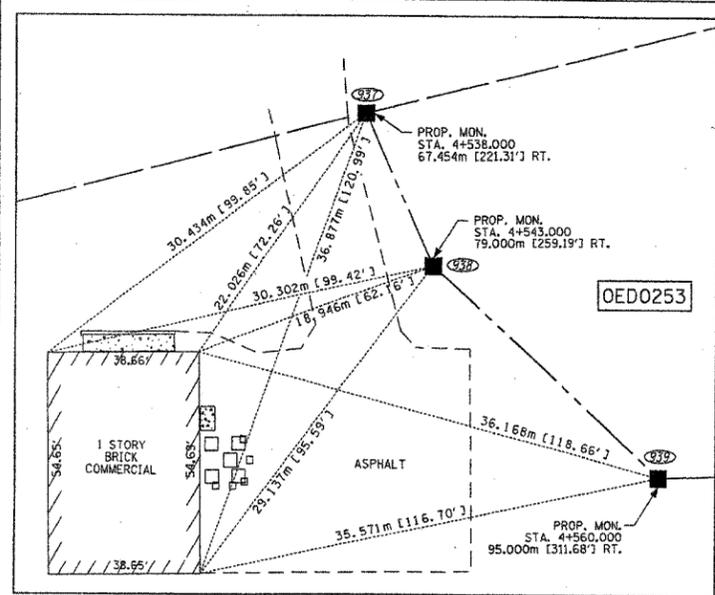 937
PROP. MON.
STA. 4+538.000
67.454m [221.31'] RT.
30.434m [99.85']
22.026m [72.26']
36.877m [120.99']
PROP. MON.
STA. 4+543.000
79.000m [259.19'] RT.
938
30.302m [99.42']
18.946m [62.16']
OED0253
38.66'
54.65'
1 STORY
BRICK
COMMERCIAL
54.63'
29.137m [95.59']
ASPHALT
36.168m [118.66']
939
35.571m [116.70']
PROP. MON.
STA. 4+560.000
95.000m [311.68'] RT.
38.65'